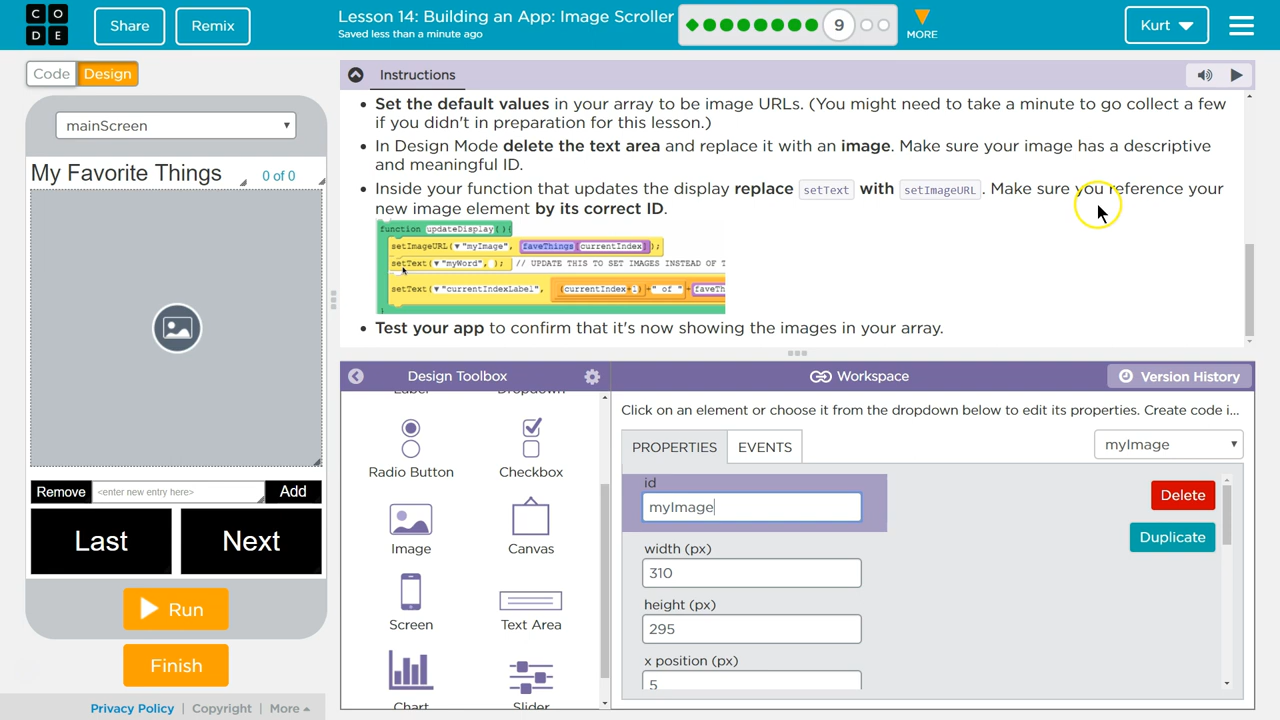 C O
D E
Share
Remix
Lesson 14: Building an App: Image Scroller
Saved less than a minute ago
9
MORE
Kurt
Code
Design
Instructions
mainScreen
My Favorite Things
0 of 0
Set the default values in your array to be image URLs. (You might need to take a minute to go collect a few
if you didn't in preparation for this lesson.)
In Design Mode delete the text area and replace it with an image. Make sure your image has a descriptive
and meaningful ID.
Inside your function that updates the display replace setText with setImageURL. Make sure you reference your
new image element by its correct ID.
function updateDisplay(){
setImageURL(▼"myImage", faveThings[currentIndex]);
setText(▼"myWord", ); // UPDATE THIS TO SET IMAGES INSTEAD OF T
setText(▼"currentIndexLabel", (currentIndex+1)+" of "+faveTh
}
Test your app to confirm that it's now showing the images in your array.
Remove
<enter new entry here>
Add
Last
Next
Run
Finish
Privacy Policy | Copyright | More
Design Toolbox
Label
Dropdown
Radio Button
Checkbox
Image
Canvas
Screen
Text Area
Chart
Slider
Workspace
Version History
Click on an element or choose it from the dropdown below to edit its properties. Create code i...
PROPERTIES
EVENTS
myImage
id
myImage
Delete
Duplicate
width (px)
310
height (px)
295
x position (px)
5